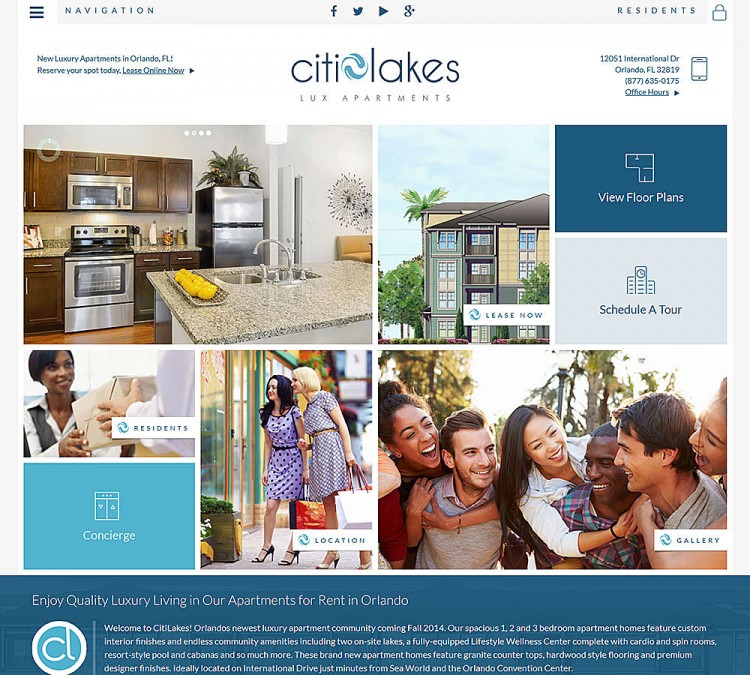 NAVIGATION
RESIDENTS
New Luxury Apartments in Orlando, FL!
Reserve your spot today, Lease Online Now
citi lakes
LUX APARTMENTS
12051 International Dr
Orlando, FL 32819
(877) 635-0175
Office Hours
View Floor Plans
LEASE NOW
Schedule A Tour
RESIDENTS
Concierge
LOCATION
GALLERY
Enjoy Quality Luxury Living in Our Apartments for Rent in Orlando
cl
Welcome to CitiLakes! Orlandos newest luxury apartment community coming Fall 2014. Our spacious 1, 2 and 3 bedroom apartment homes feature custom
interior finishes and endless community amenities including two on-site lakes, a fully-equipped Lifestyle Wellness Center complete with cardio and spin rooms,
resort-style pool and cabanas and so much more. These brand new apartment homes feature granite counter tops, hardwood style flooring and premium
designer finishes. Ideally located on International Drive just minutes from Sea World and the Orlando Convention Center.